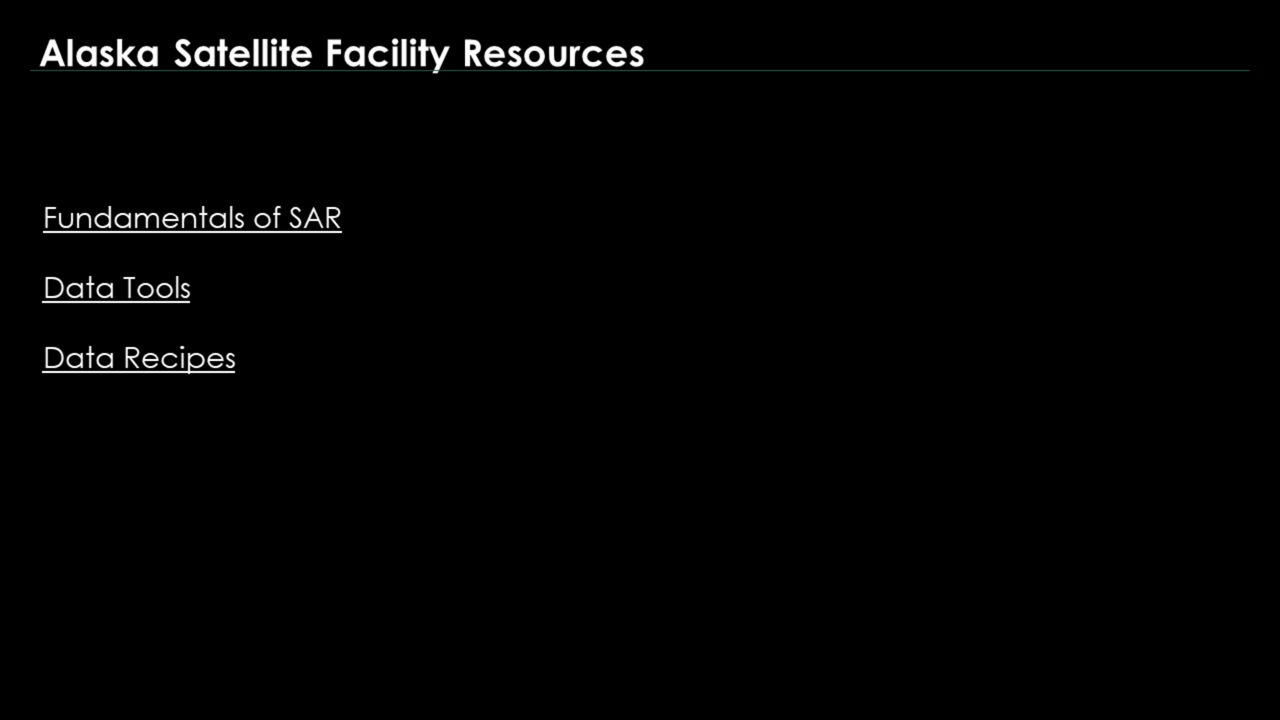 Alaska Satellite Facility Resources
Fundamentals of SAR
Data Tools
Data Recipes